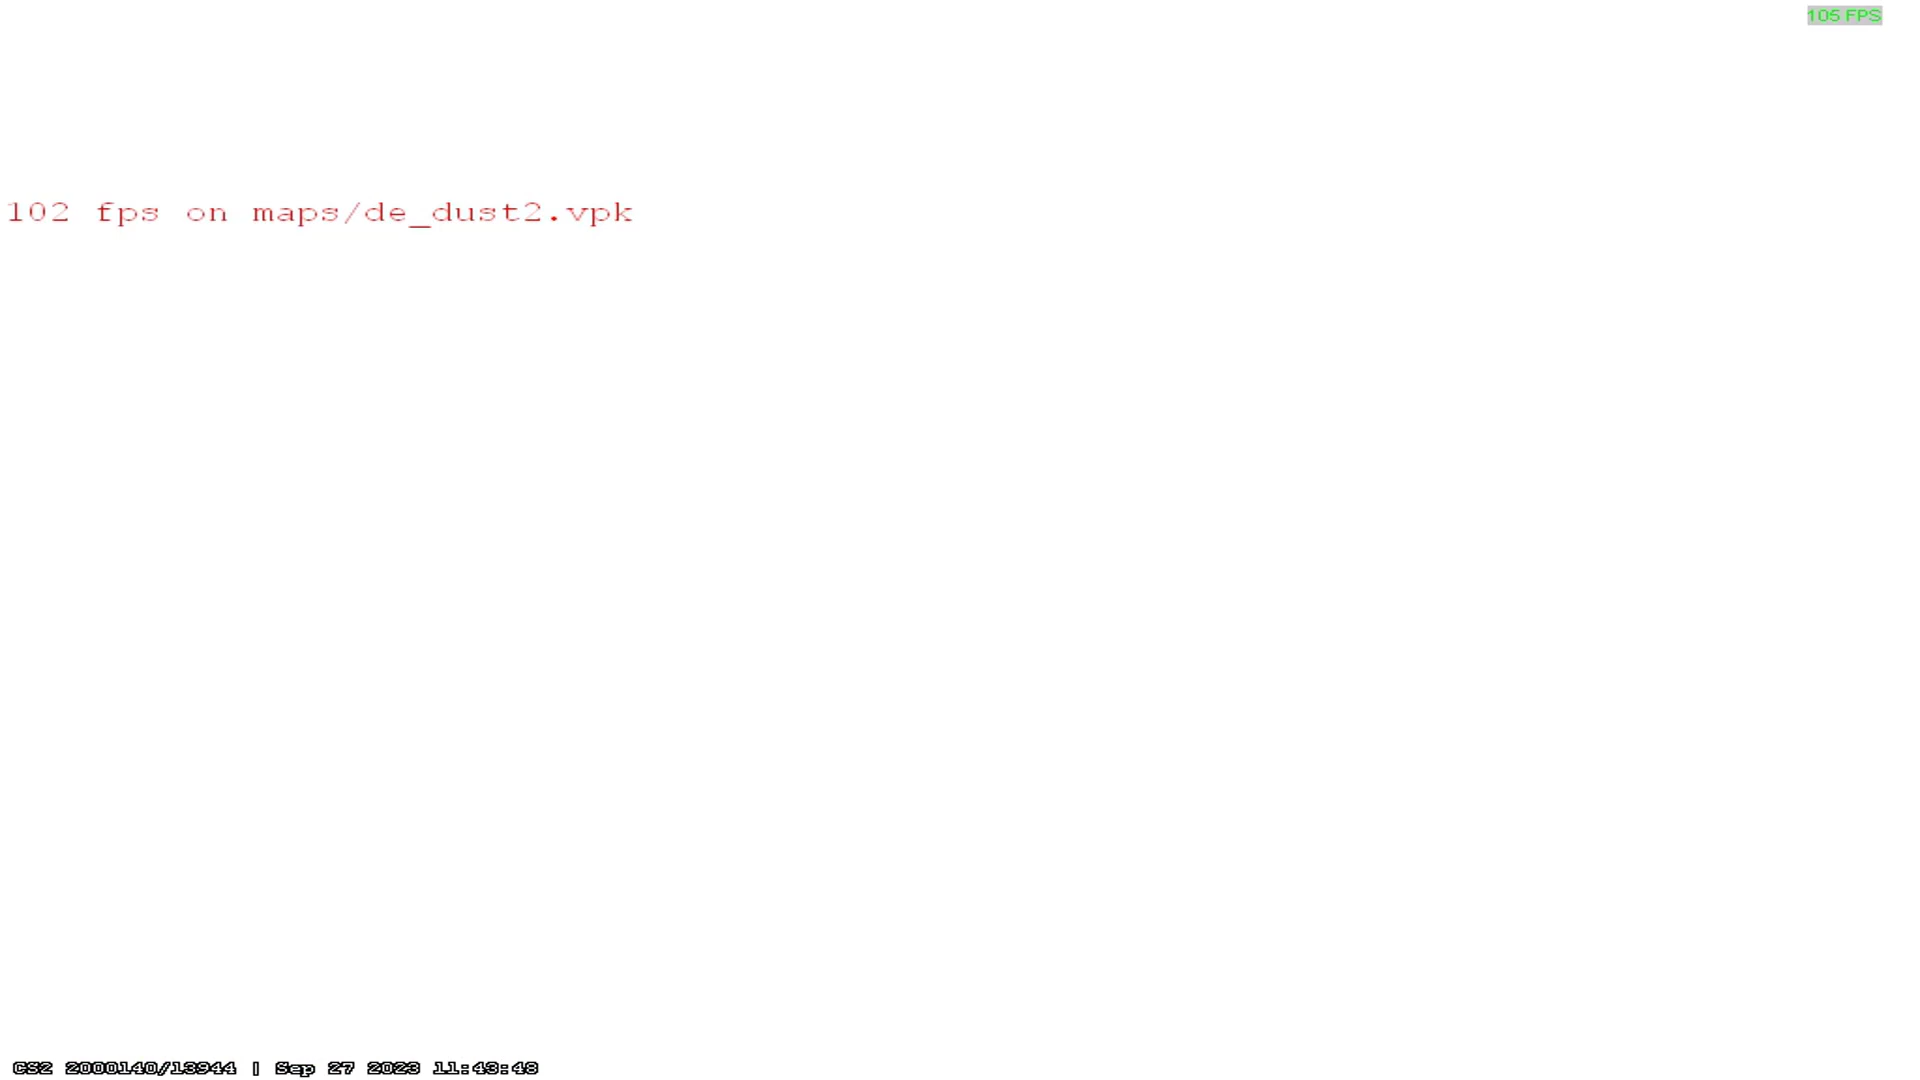 105 FPS
102 fps on maps/de_dust2.vpk
CS2 2000140/13944 | Sep 27 2023 11:43:48